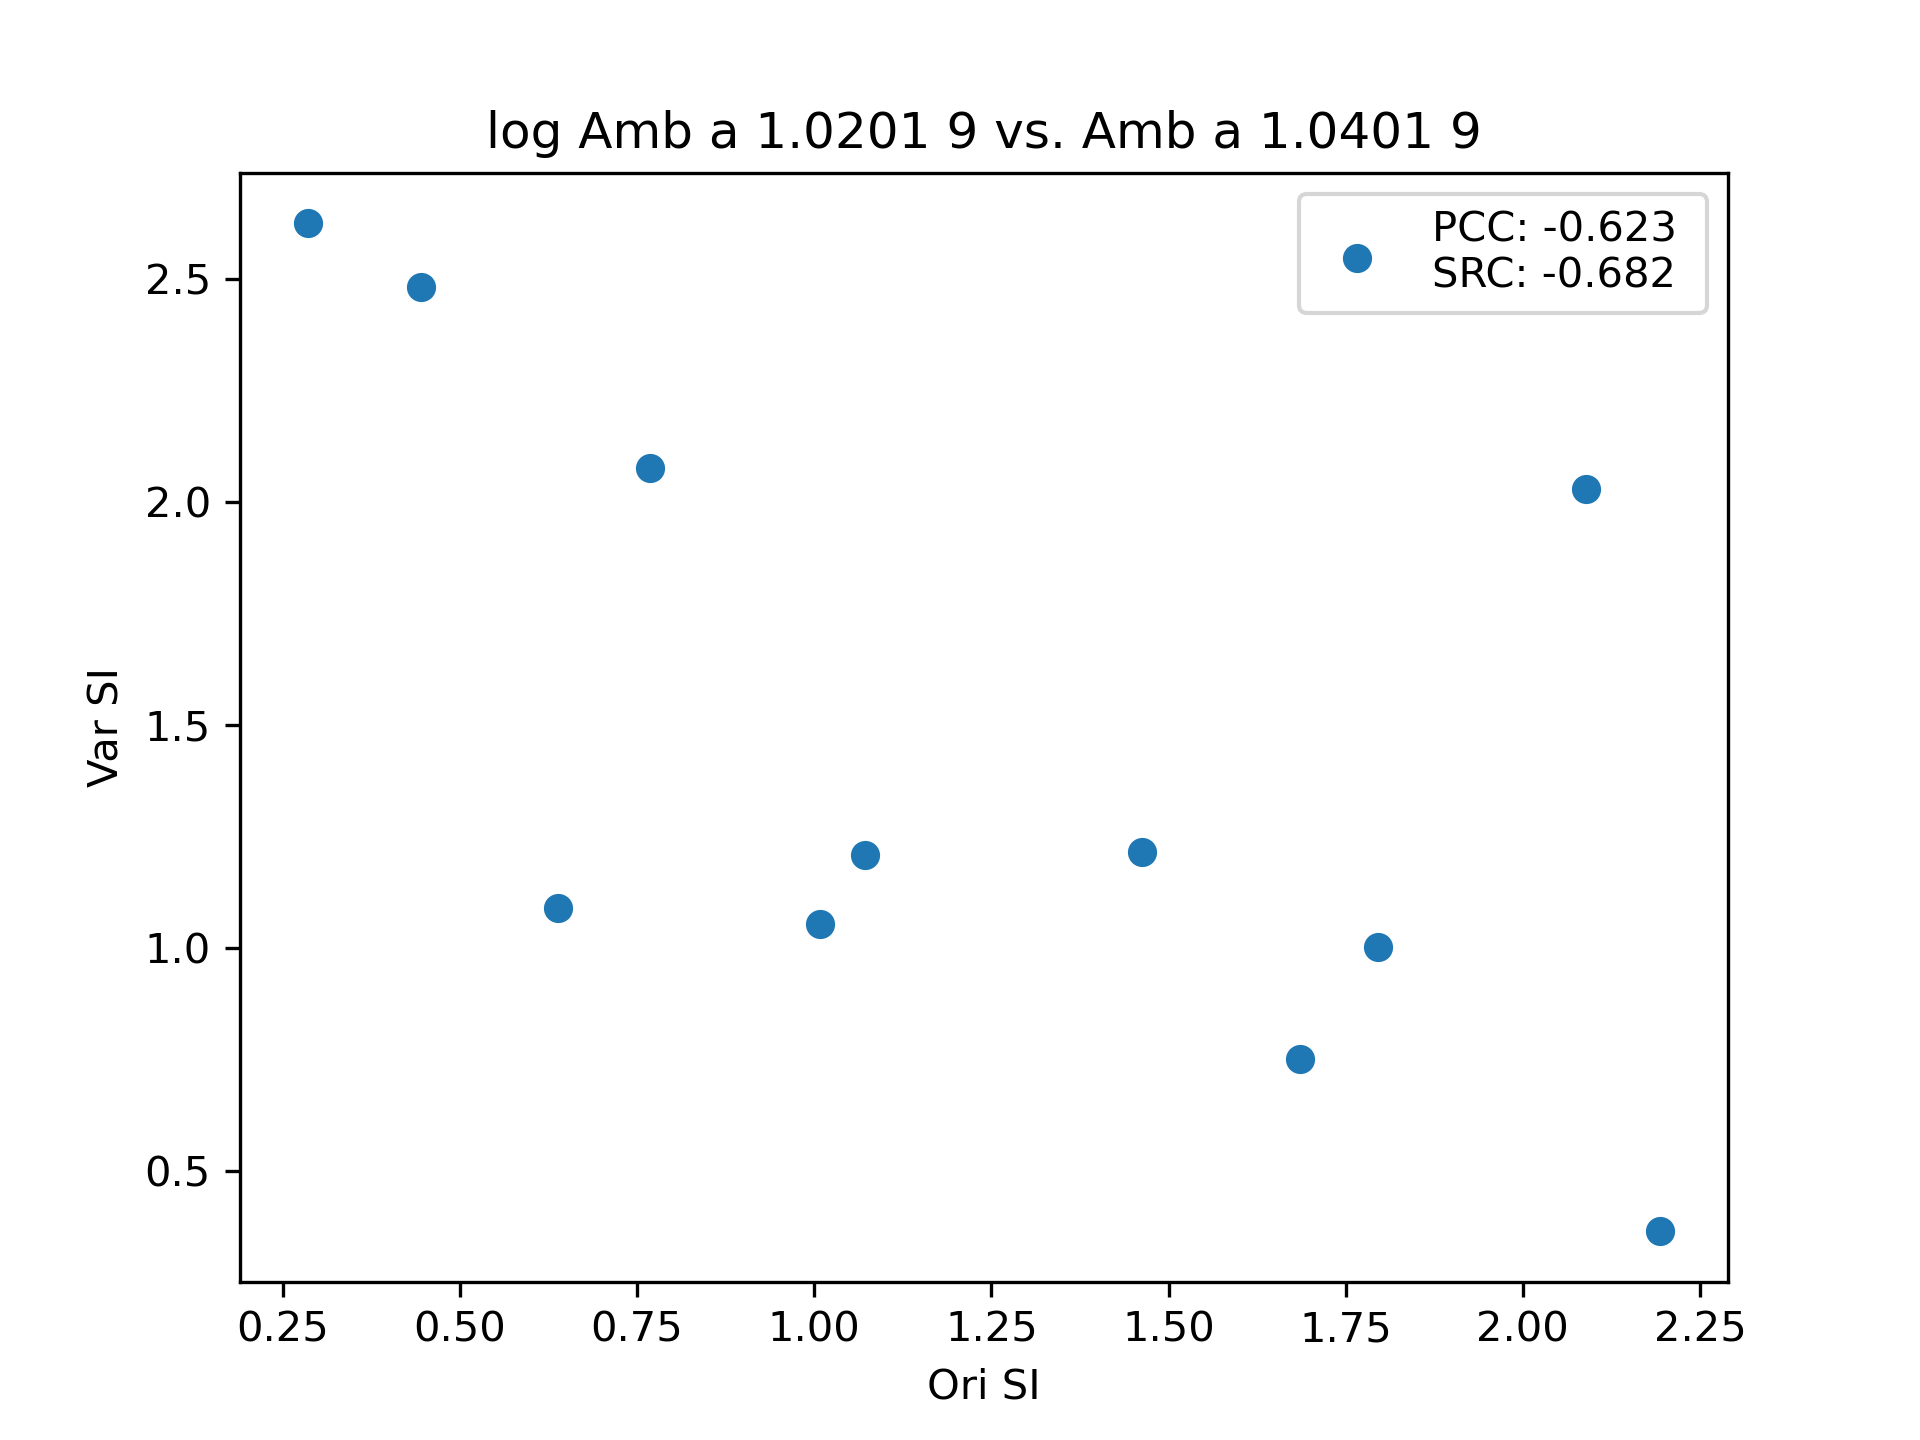 log Amb a 1.0201 9 vs. Amb a 1.0401 9
PCC: -0.623
SRC: -0.682
2.5
2.0
1.5
1.0
0.5
Var SI
0.25 0.50 0.75 1.00 1.25 1.50 1.75 2.00 2.25
Ori SI